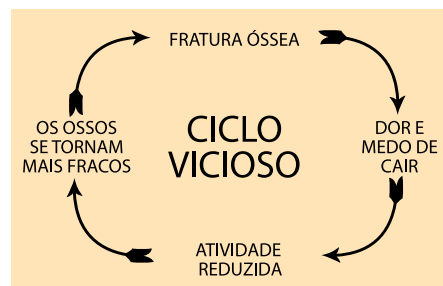 FRATURA ÓSSEA
DOR E
MEDO DE
CAIR
ATIVIDADE
REDUZIDA
OS OSSOS
SE TORNAM
MAIS FRACOS
CICLO
VICIOSO